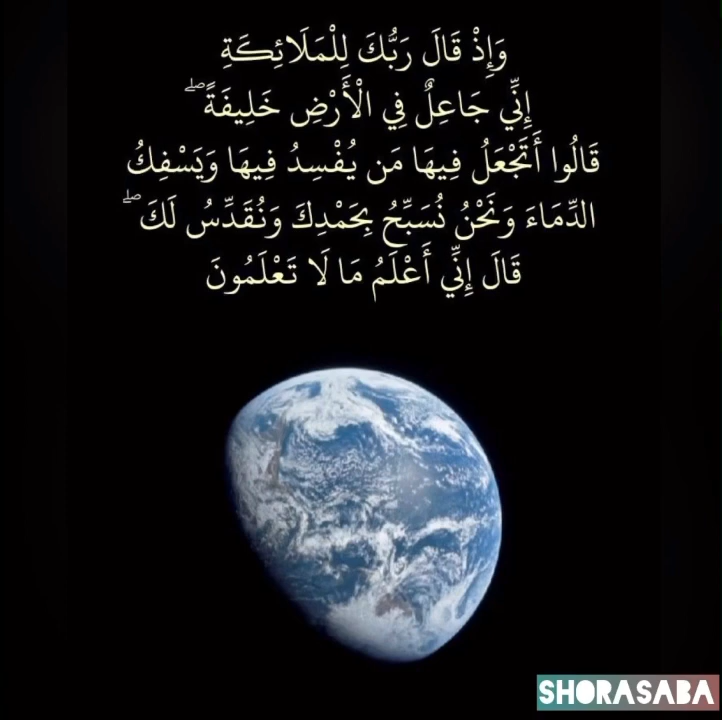 وَإِذْ قَالَ رَبُّكَ لِلْمَلَائِكَةِ
إِنِّي جَاعِلٌ فِي الْأَرْضِ خَلِيفَةً ۖ
قَالُوا أَتَجْعَلُ فِيهَا مَن يُفْسِدُ فِيهَا وَيَسْفِكُ
الدِّمَاءَ وَنَحْنُ نُسَبِّحُ بِحَمْدِكَ وَنُقَدِّسُ لَكَ ۖ
قَالَ إِنِّي أَعْلَمُ مَا لَا تَعْلَمُونَ
SHORASABA